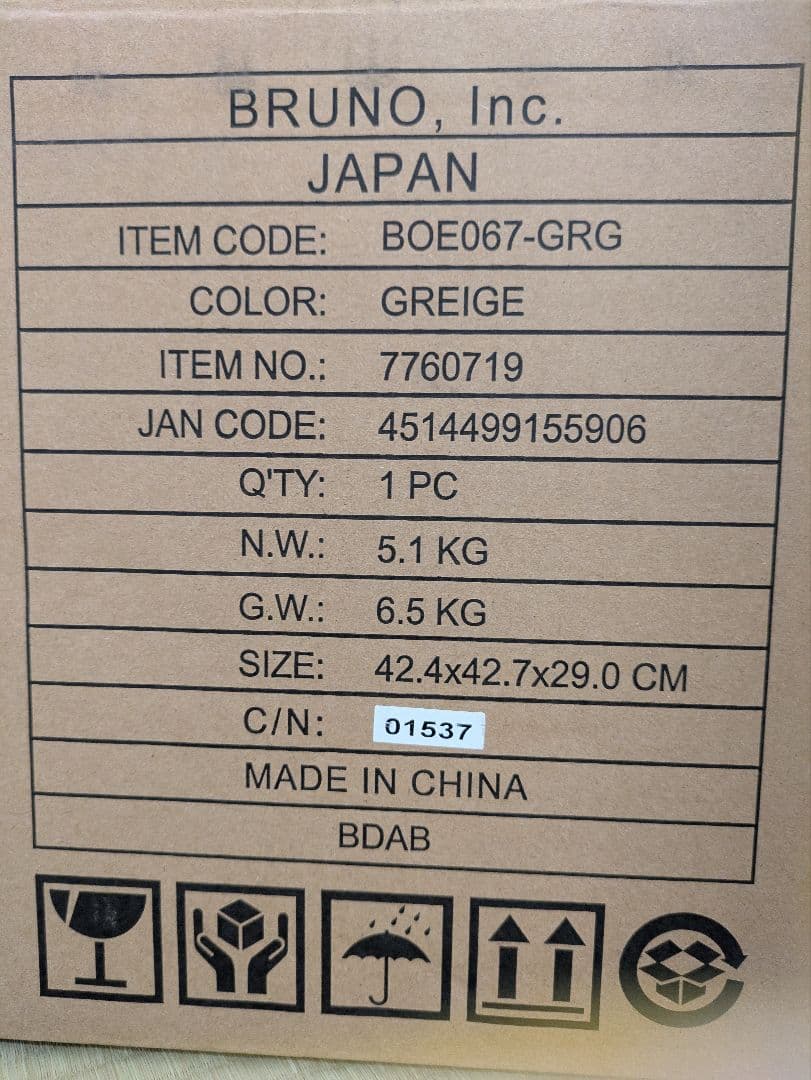 BRUNO, Inc.
JAPAN
ITEM CODE: BOE067-GRG
COLOR: GREIGE
ITEM NO.: 7760719
JAN CODE: 4514499155906
Q'TY: 1 PC
N.W.: 5.1 KG
G.W.: 6.5 KG
SIZE: 42.4x42.7x29.0 CM
C/N: 01537
MADE IN CHINA
BDAB